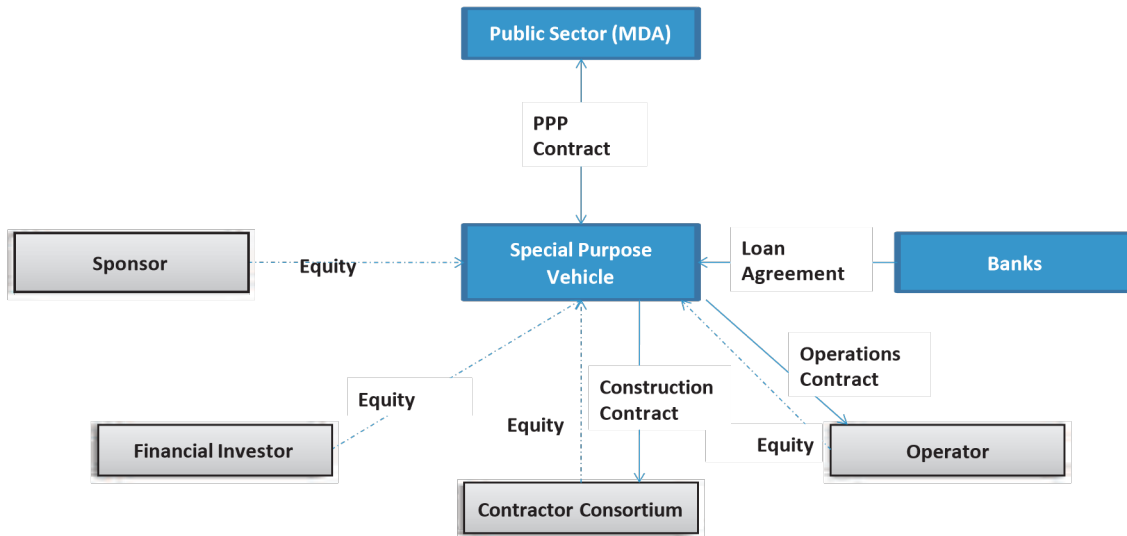 Public Sector (MDA)
PPP
Contract
Sponsor
Equity
Special Purpose
Vehicle
Loan
Agreement
Banks
Operations
Contract
Equity
Construction
Contract
Equity
Equity
Financial Investor
Operator
Contractor Consortium